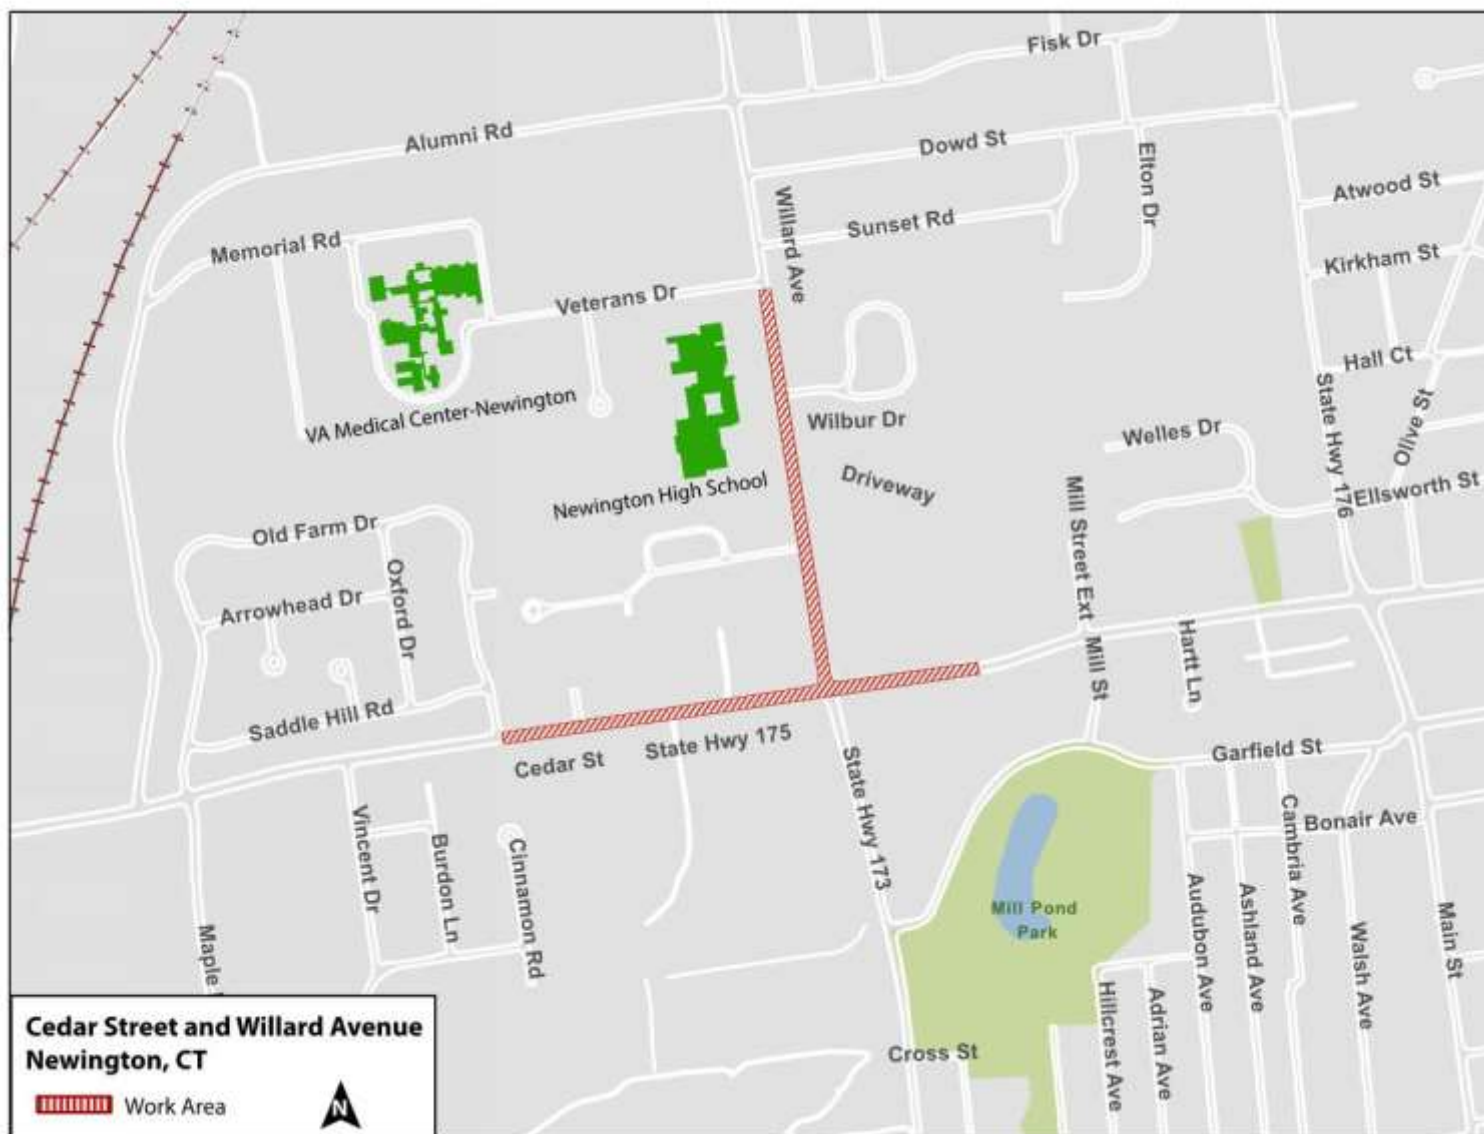 Fisk Dr
Alumni Rd
Dowd St
Elton Dr
Atwood St
Willard Ave
Sunset Rd
Memorial Rd
Kirkham St
Veterans Dr
Hall Ct
State Hwy 176
Olive St
VA Medical Center-Newington
Wilbur Dr
Welles Dr
Driveway
Newington High School
Ellsworth St
Mill Street Ext
Old Farm Dr
Oxford Dr
Arrowhead Dr
Hartt Ln
Mill St
Saddle Hill Rd
Cedar St
State Hwy 175
Garfield St
State Hwy 173
Vincent Dr
Burdon Ln
Cinnamon Rd
Cambria Ave
Bonair Ave
Mill Pond
Park
Audubon Ave
Ashland Ave
Walsh Ave
Main St
Maple
Hillcrest Ave
Adrian Ave
Cross St
Cedar Street and Willard Avenue
Newington, CT
Work Area
N